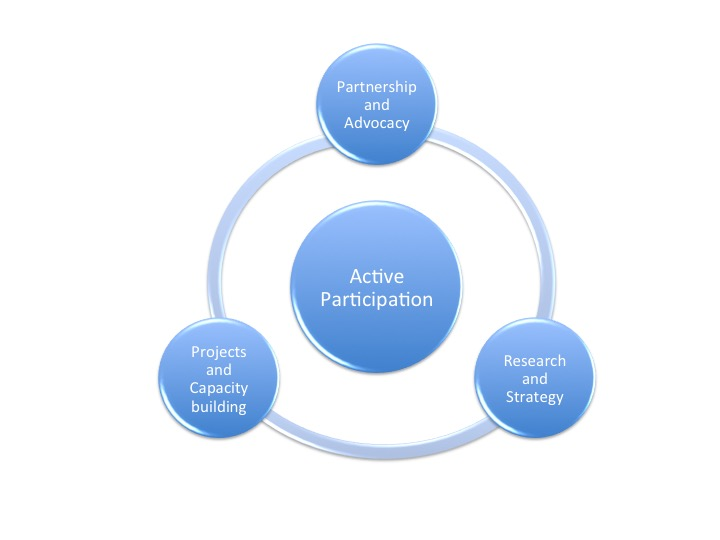 Partnership
and
Advocacy
Active
Participation
Projects
and
Capacity
building
Research
and
Strategy